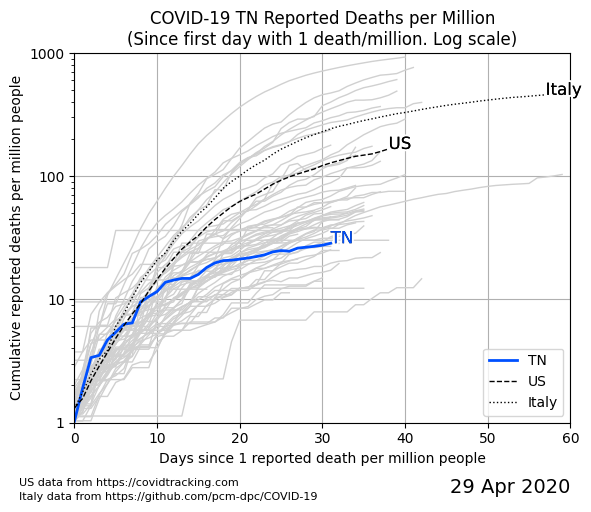 COVID-19 TN Reported Deaths per Million
(Since first day with 1 death/million. Log scale)
Cumulative reported deaths per million people
1000
100
10
1
Italy
US
TN
TN
US
Italy
0 10 20 30 40 50 60
Days since 1 reported death per million people
US data from https://covidtracking.com
Italy data from https://github.com/pcm-dpc/COVID-19
29 Apr 2020